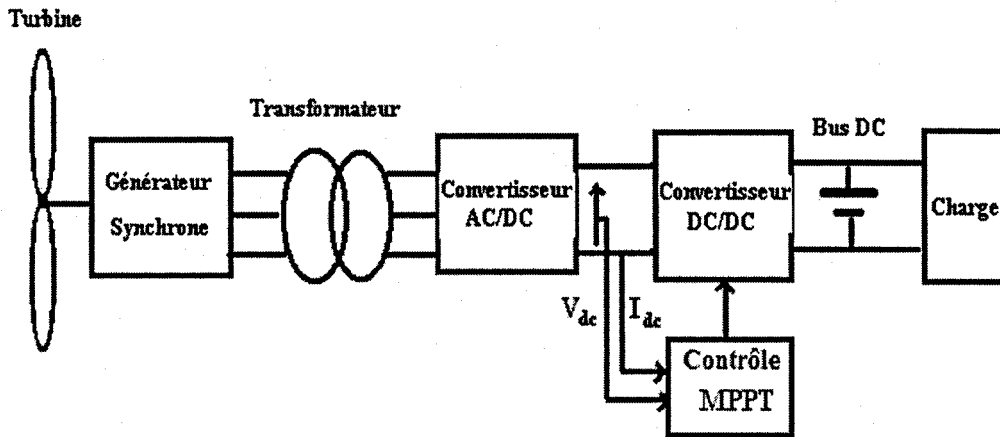 Turbine
Transformateur
Générateur
Synchrone
Convertisseur
AC/DC
Convertisseur
DC/DC
Bus DC
Charge
V_dc
I_dc
Contrôle
MPPT